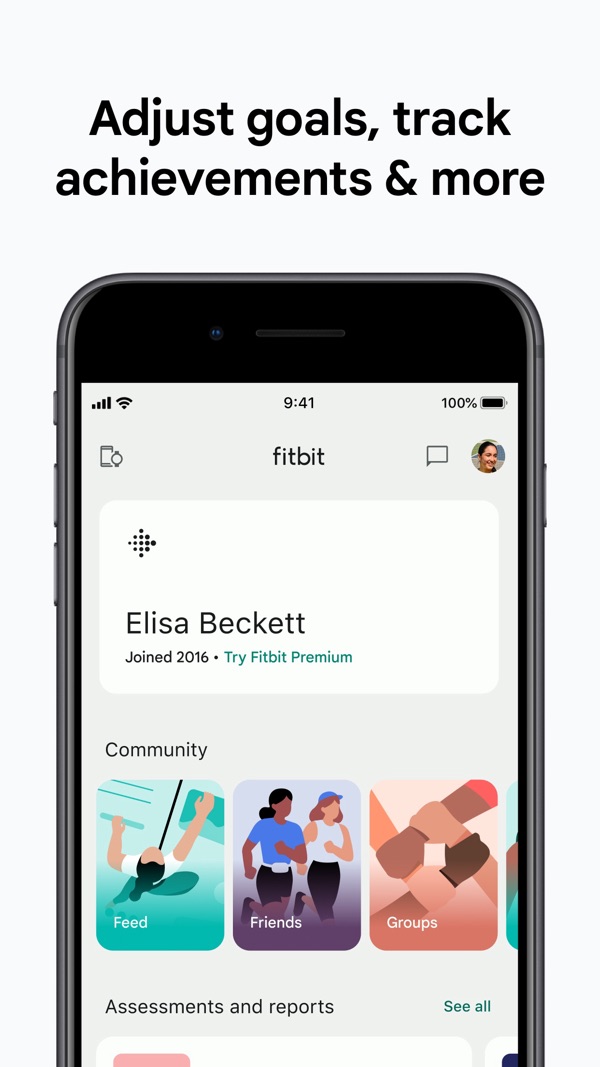 Adjust goals, track
achievements & more
9:41
100%
fitbit
Elisa Beckett
Joined 2016 • Try Fitbit Premium
Community
Feed
Friends
Groups
Assessments and reports
See all